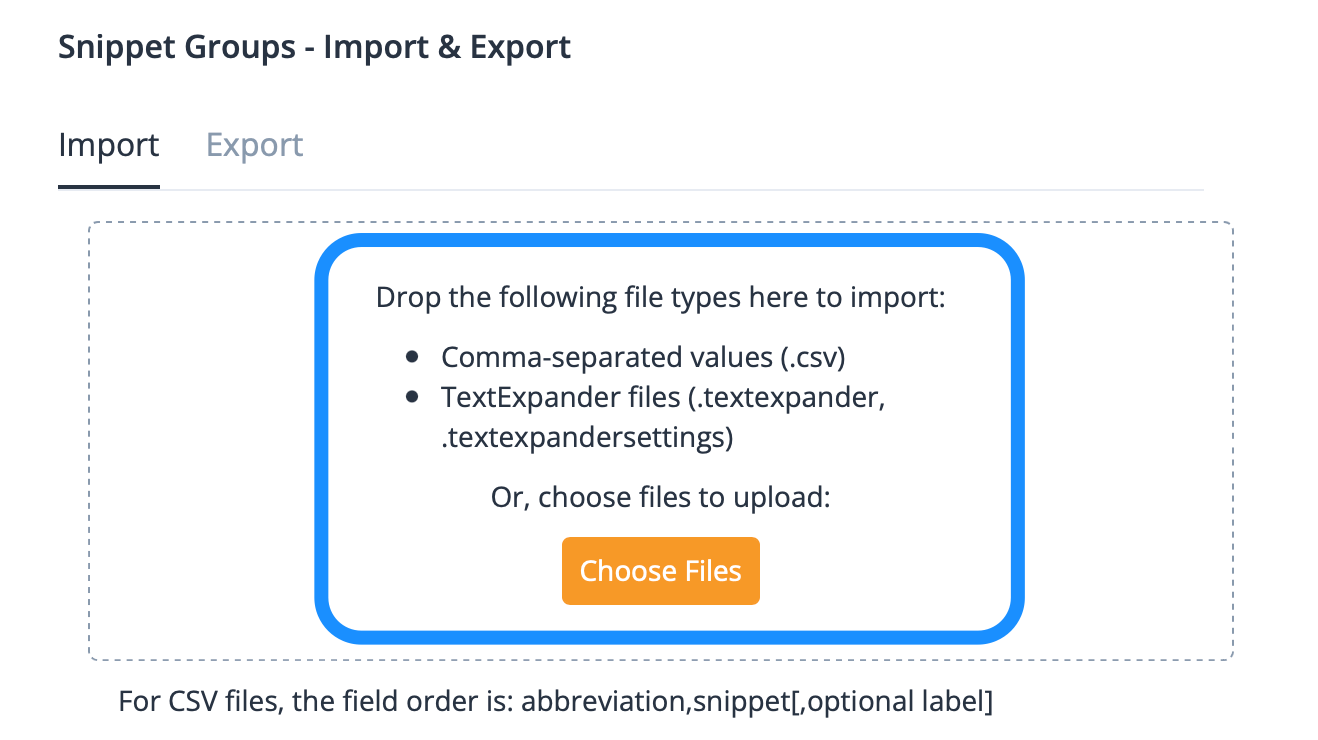 Snippet Groups - Import & Export
Import Export
Drop the following file types here to import:
Comma-separated values (.csv)
TextExpander files (.textexpander,
.textexpandersettings)
Or, choose files to upload:
Choose Files
For CSV files, the field order is: abbreviation,snippet[,optional label]